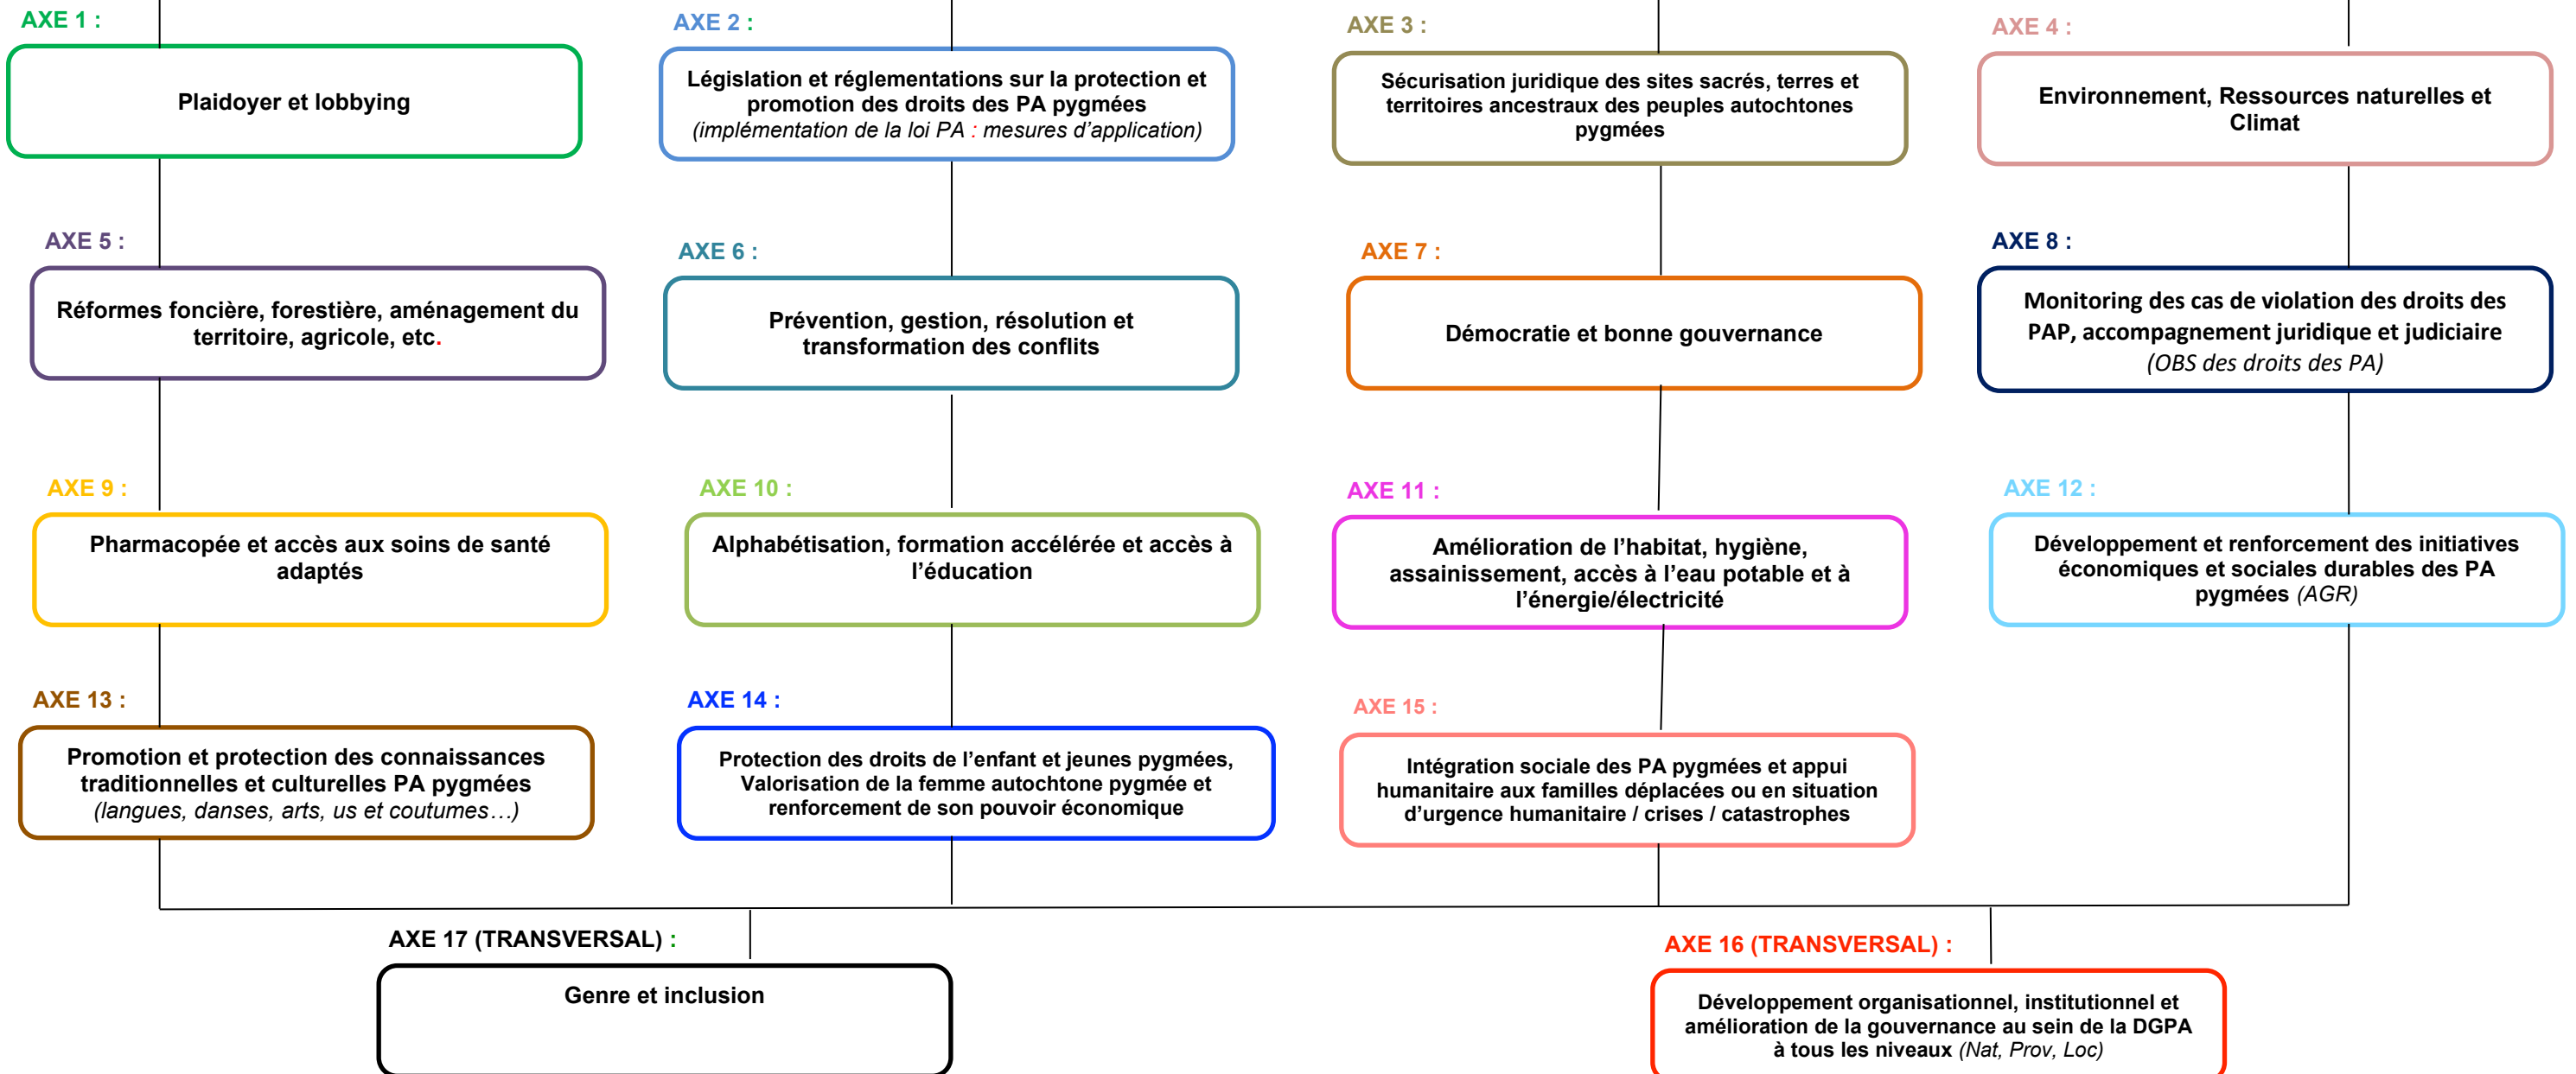 AXE 1 :
Plaidoyer et lobbying
AXE 2 :
Législation et réglementations sur la protection et
promotion des droits des PA pygmées
(implémentation de la loi PA : mesures d’application)
AXE 3 :
Sécurisation juridique des sites sacrés, terres et
territoires ancestraux des peuples autochtones
pygmées
AXE 4 :
Environnement, Ressources naturelles et
Climat
AXE 5 :
Réformes foncière, forestière, aménagement du
territoire, agricole, etc.
AXE 6 :
Prévention, gestion, résolution et
transformation des conflits
AXE 7 :
Démocratie et bonne gouvernance
AXE 8 :
Monitoring des cas de violation des droits des
PAP, accompagnement juridique et judiciaire
(OBS des droits des PA)
AXE 9 :
Pharmacopée et accès aux soins de santé
adaptés
AXE 10 :
Alphabétisation, formation accélérée et accès à
l’éducation
AXE 11 :
Amélioration de l’habitat, hygiène,
assainissement, accès à l’eau potable et à
l’énergie/électricité
AXE 12 :
Développement et renforcement des initiatives
économiques et sociales durables des PA
pygmées (AGR)
AXE 13 :
Promotion et protection des connaissances
traditionnelles et culturelles PA pygmées
(langues, danses, arts, us et coutumes…)
AXE 14 :
Protection des droits de l’enfant et jeunes pygmées,
Valorisation de la femme autochtone pygmée et
renforcement de son pouvoir économique
AXE 15 :
Intégration sociale des PA pygmées et appui
humanitaire aux familles déplacées ou en situation
d’urgence humanitaire / crises / catastrophes
AXE 17 (TRANSVERSAL) :
Genre et inclusion
AXE 16 (TRANSVERSAL) :
Développement organisationnel, institutionnel et
amélioration de la gouvernance au sein de la DGPA
à tous les niveaux (Nat, Prov, Loc)